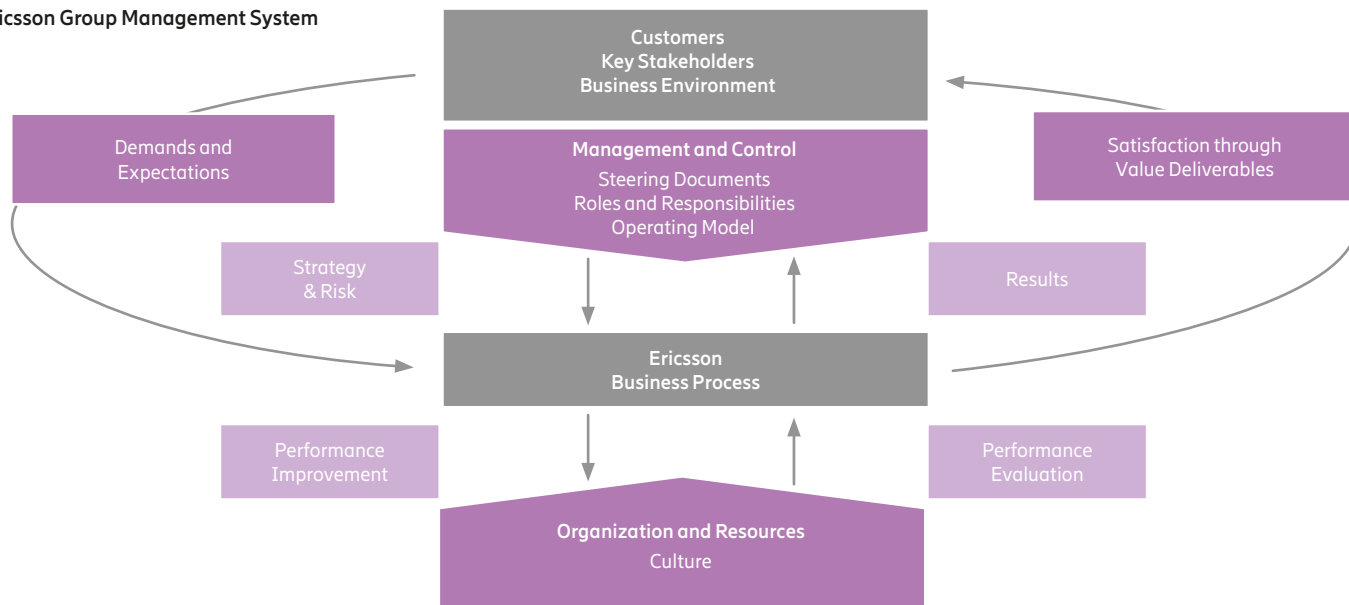 icsson Group Management System
Customers
Key Stakeholders
Business Environment
Demands and
Expectations
Management and Control
Steering Documents
Roles and Responsibilities
Operating Model
Satisfaction through
Value Deliverables
Strategy
& Risk
Results
Ericsson
Business Process
Performance
Improvement
Performance
Evaluation
Organization and Resources
Culture